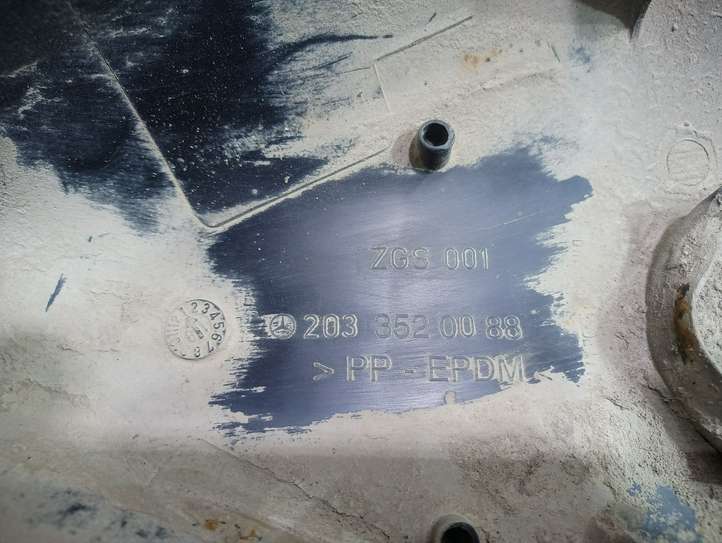 ZGS 001
203 352 00 88
> PP - EPDM